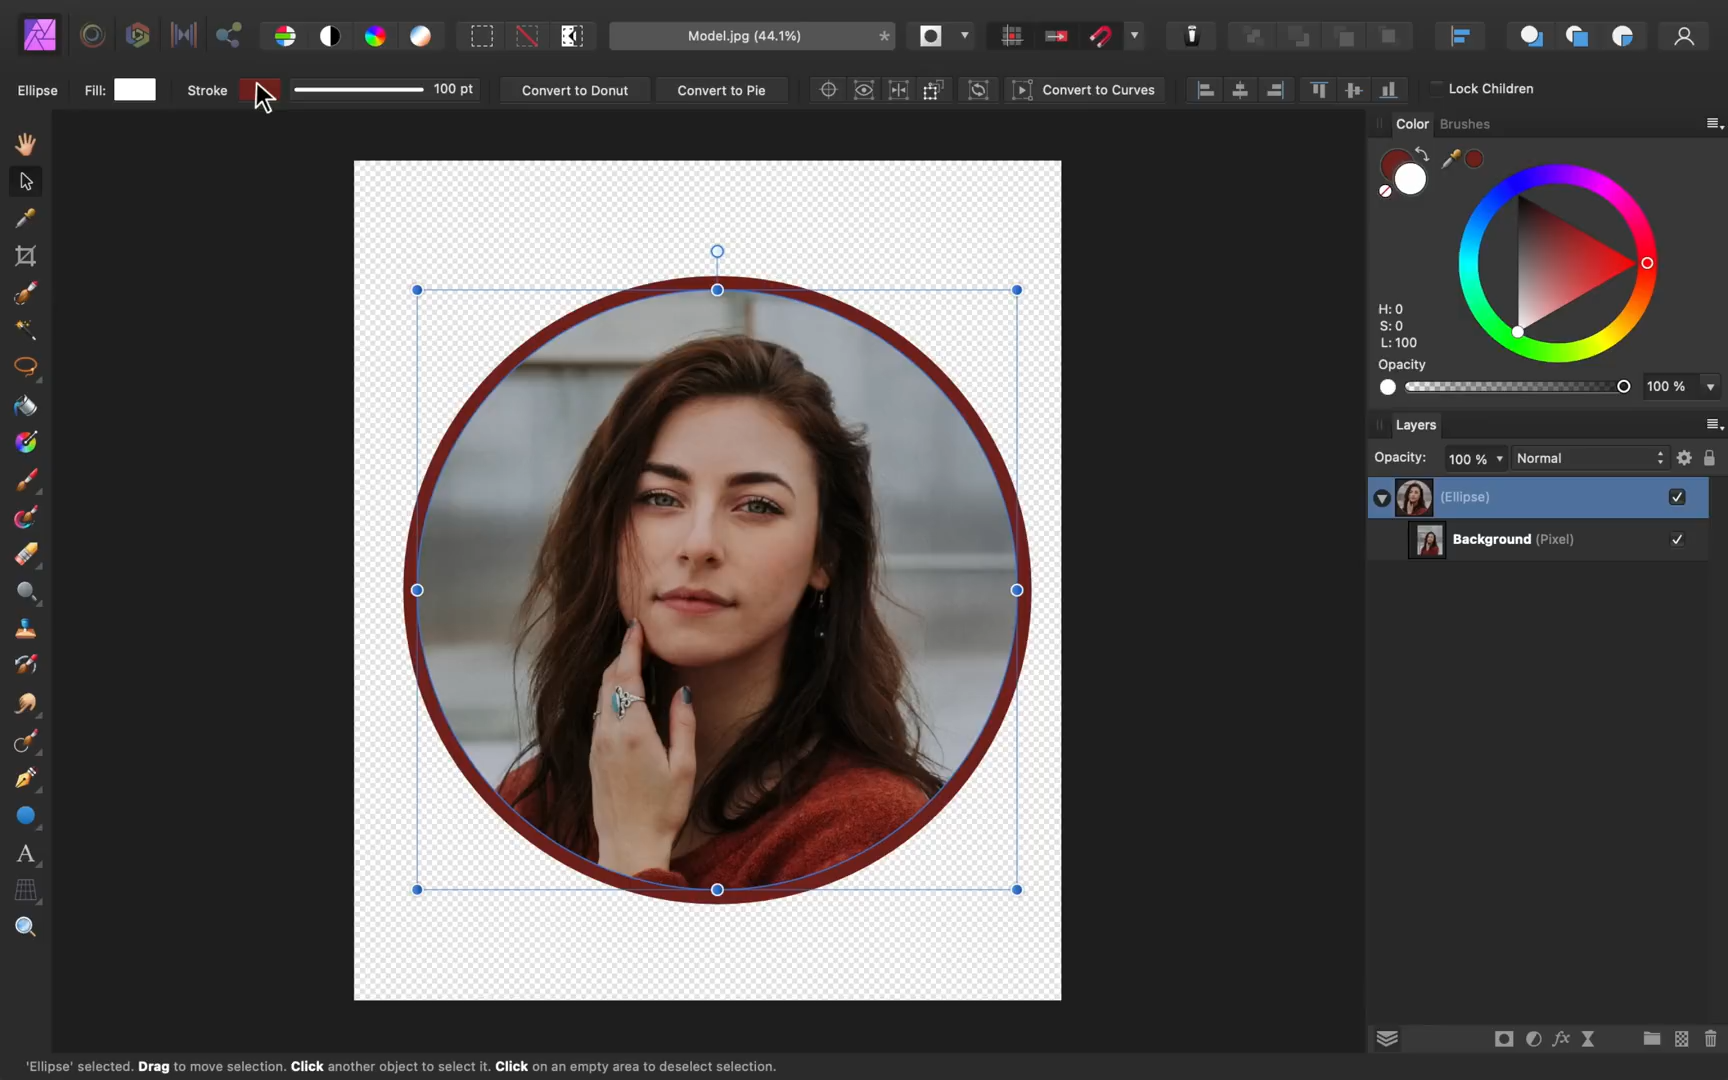 Model.jpg (44.1%) *
Ellipse Fill: Stroke 100 pt Convert to Donut Convert to Pie Convert to Curves Lock Children
Color Brushes
H: 0
S: 0
L: 100
Opacity
100 %
Layers
Opacity: 100 % Normal
(Ellipse)
Background (Pixel)
A
fx
'Ellipse' selected. Drag to move selection. Click another object to select it. Click on an empty area to deselect selection.